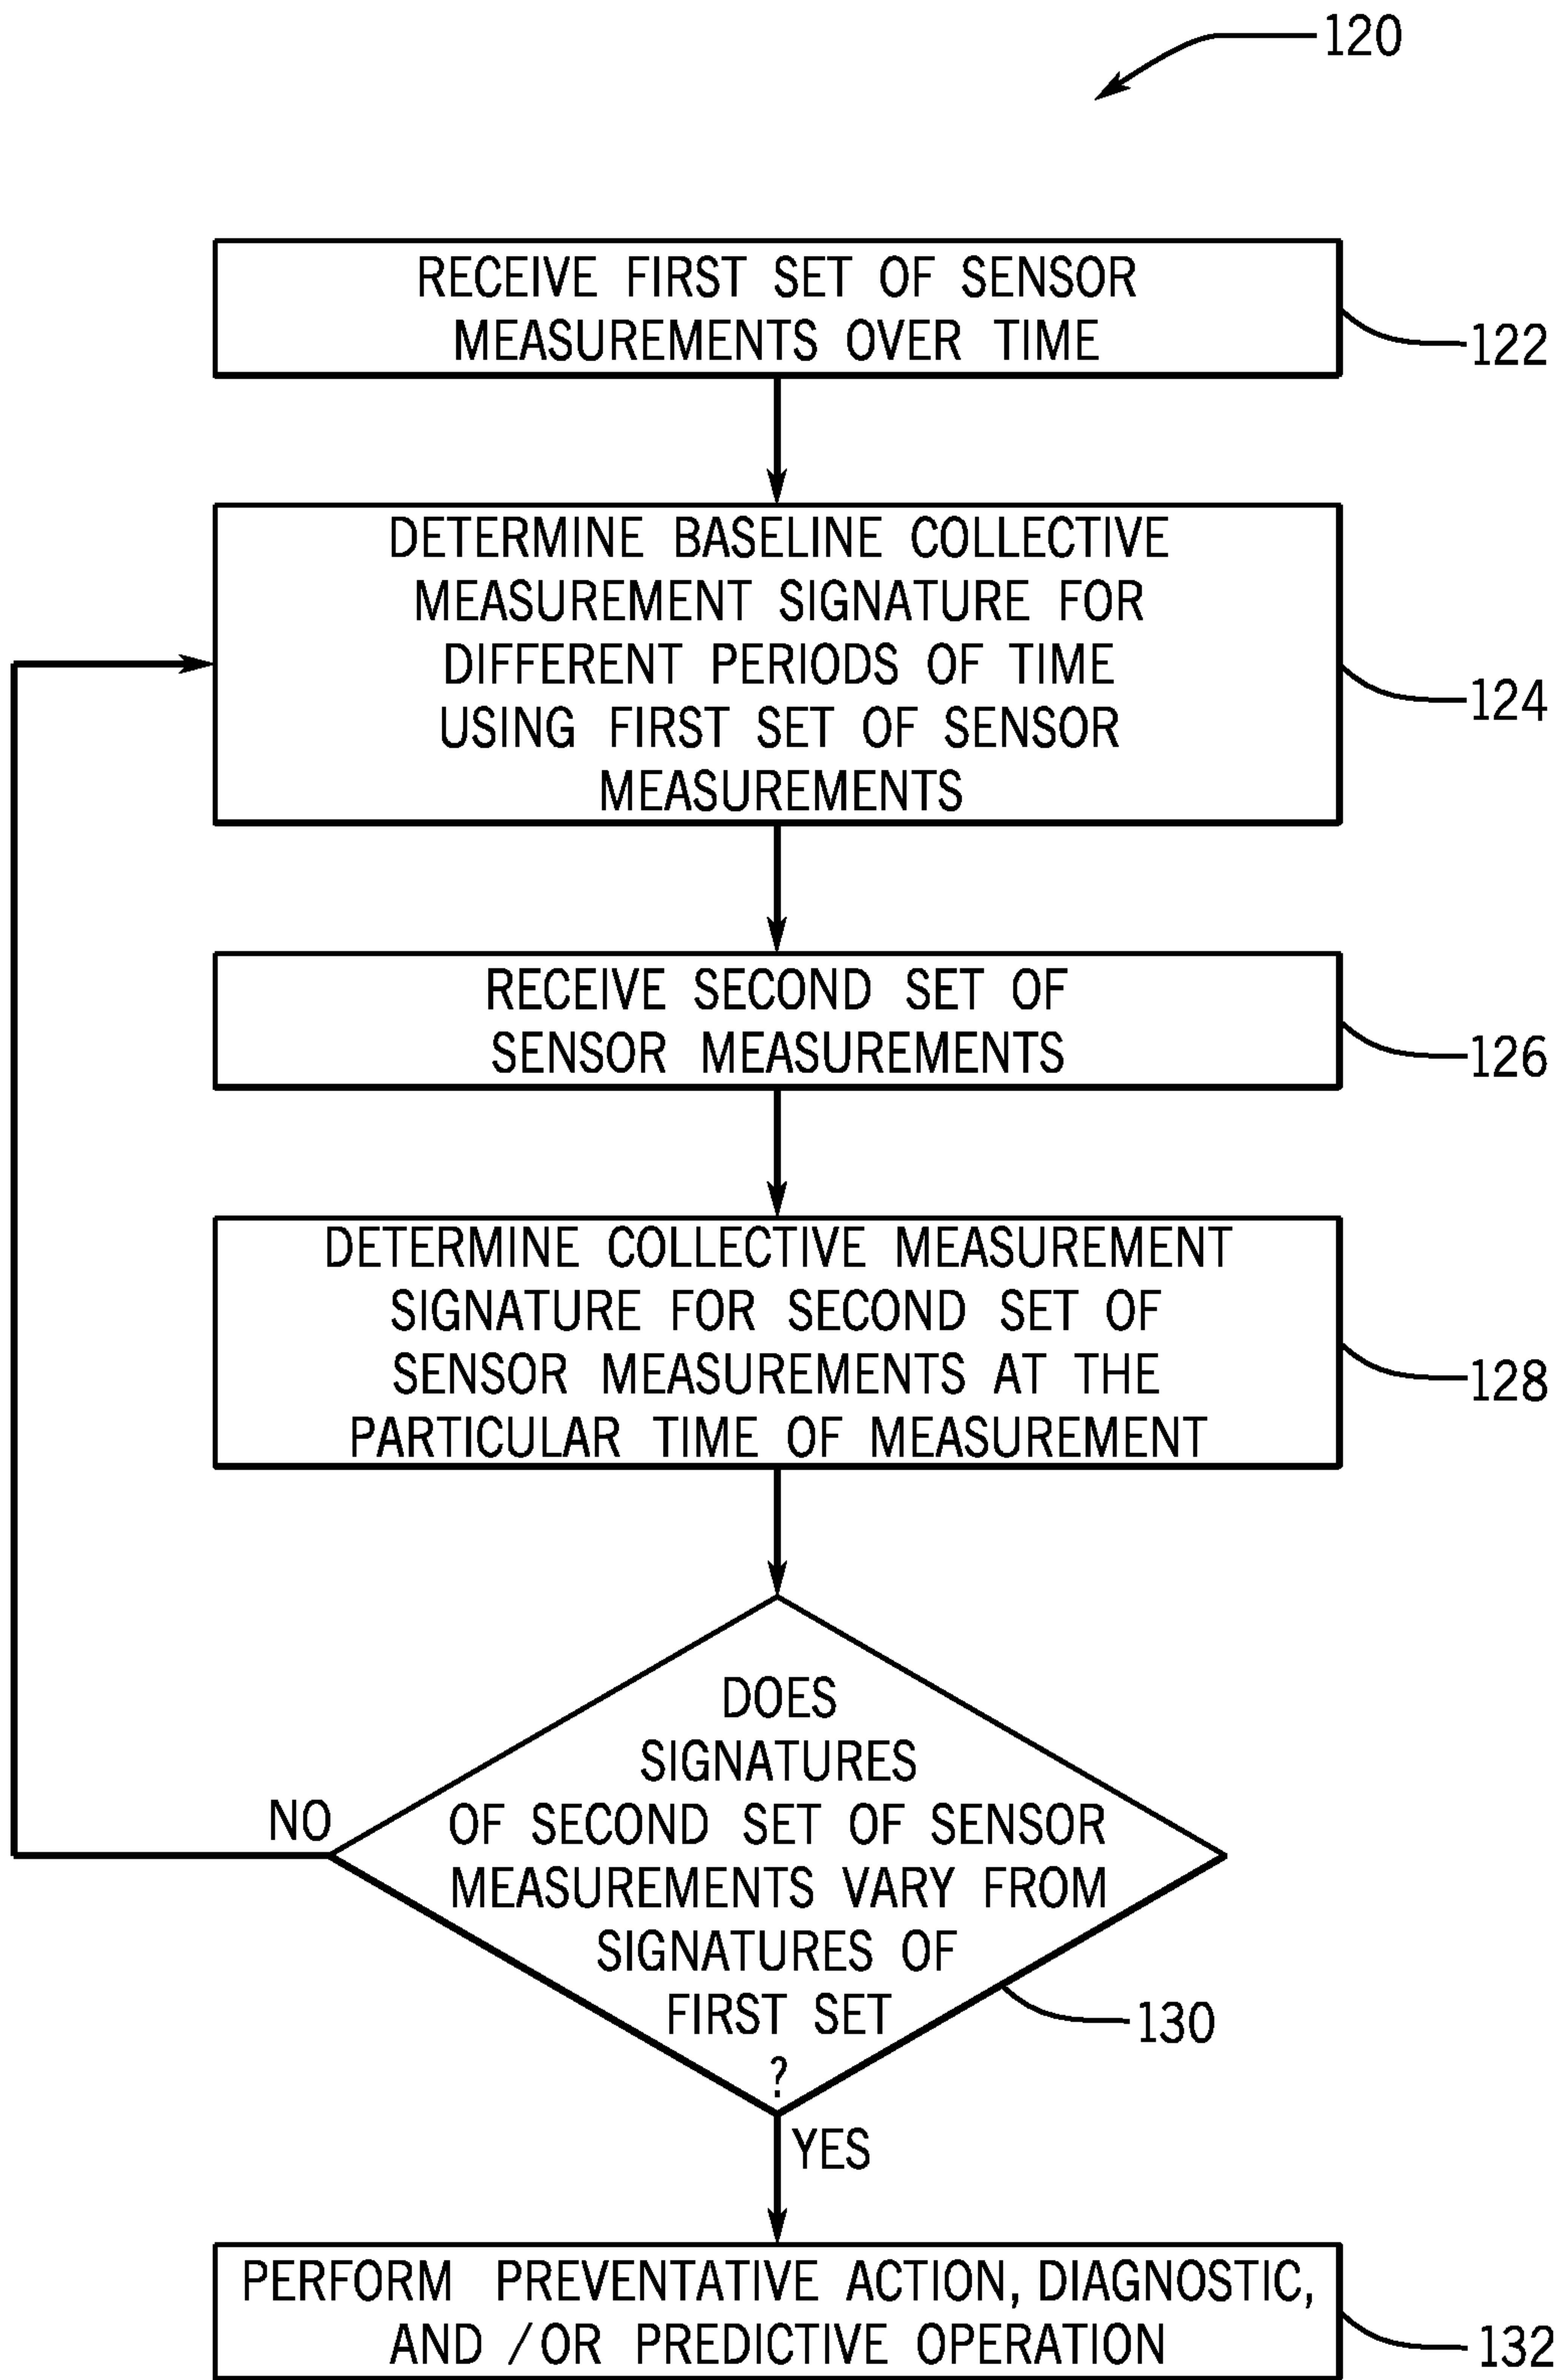 120
RECEIVE FIRST SET OF SENSOR
MEASUREMENTS OVER TIME
122
DETERMINE BASELINE COLLECTIVE
MEASUREMENT SIGNATURE FOR
DIFFERENT PERIODS OF TIME
USING FIRST SET OF SENSOR
MEASUREMENTS
124
RECEIVE SECOND SET OF
SENSOR MEASUREMENTS
126
DETERMINE COLLECTIVE MEASUREMENT
SIGNATURE FOR SECOND SET OF
SENSOR MEASUREMENTS AT THE
PARTICULAR TIME OF MEASUREMENT
128
DOES
SIGNATURES
OF SECOND SET OF SENSOR
MEASUREMENTS VARY FROM
SIGNATURES OF
FIRST SET
?
NO
130
YES
PERFORM PREVENTATIVE ACTION, DIAGNOSTIC,
AND /OR PREDICTIVE OPERATION
132